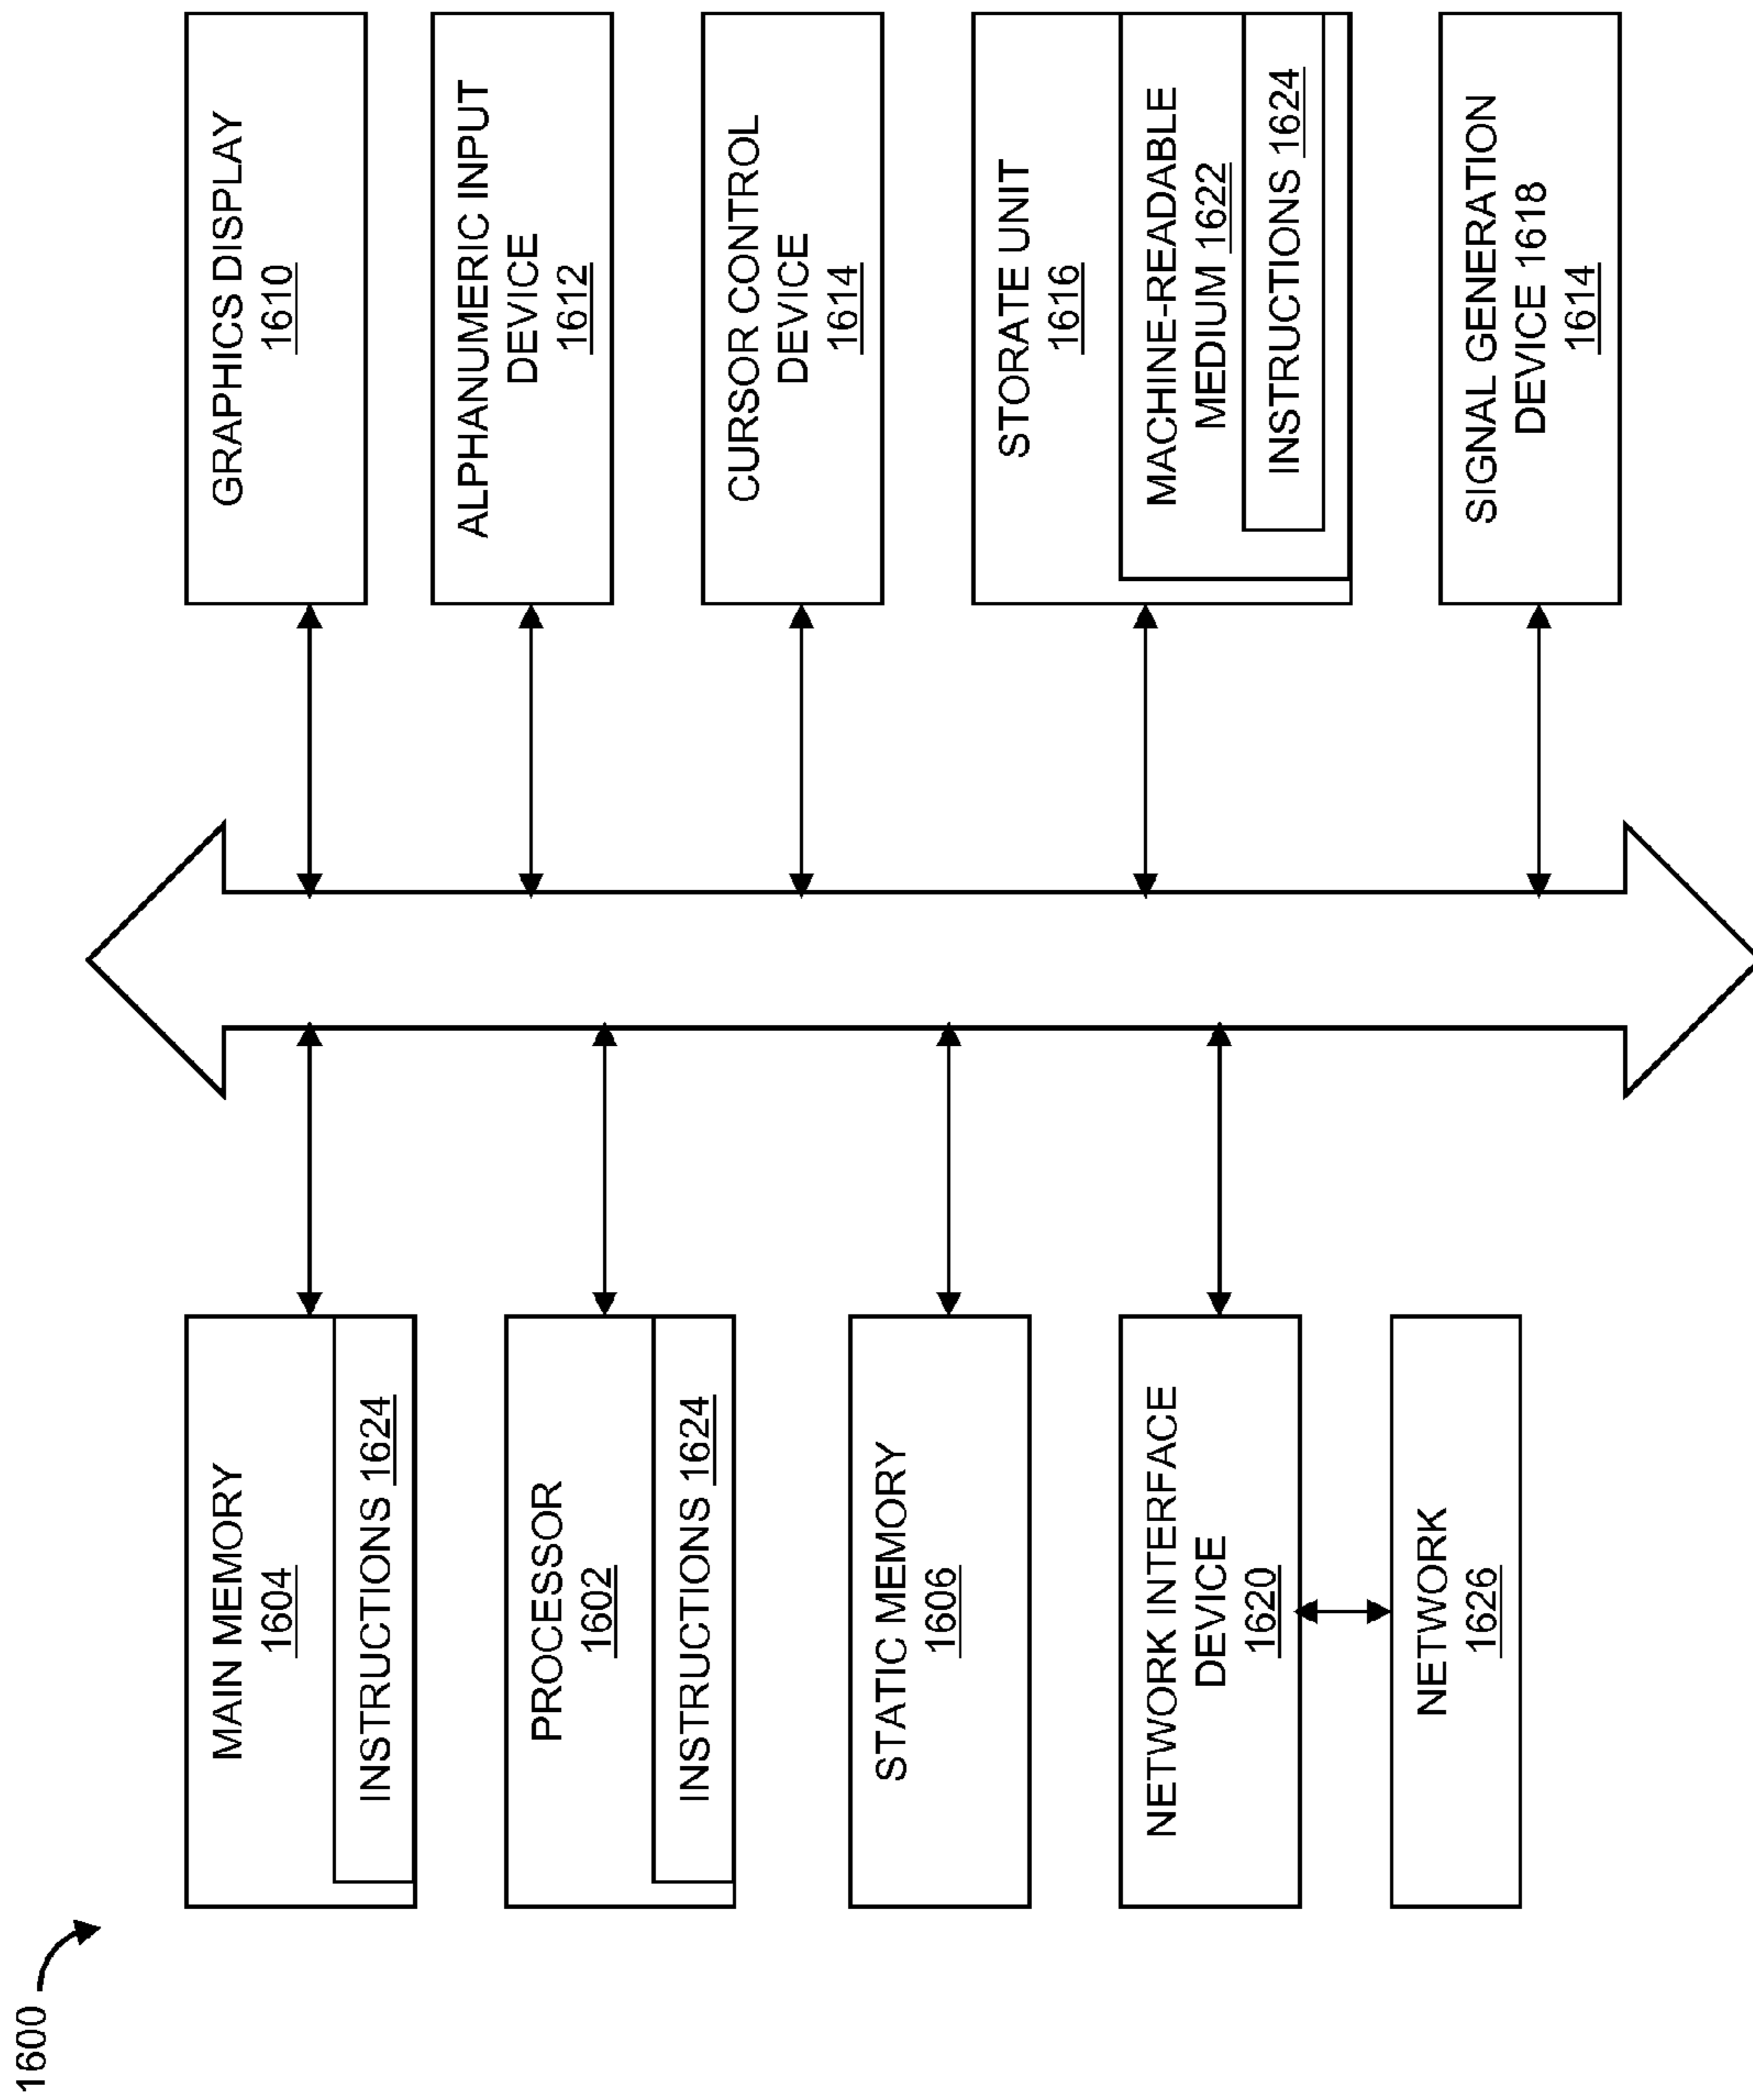 1600
MAIN MEMORY
1604
INSTRUCTIONS 1624
PROCESSOR
1602
INSTRUCTIONS 1624
STATIC MEMORY
1606
NETWORK INTERFACE
DEVICE
1620
NETWORK
1626
GRAPHICS DISPLAY
1610
ALPHANUMERIC INPUT
DEVICE
1612
CURSOR CONTROL
DEVICE
1614
STORATE UNIT
1616
MACHINE-READABLE
MEDIUM 1622
INSTRUCTIONS 1624
SIGNAL GENERATION
DEVICE 1618
1614